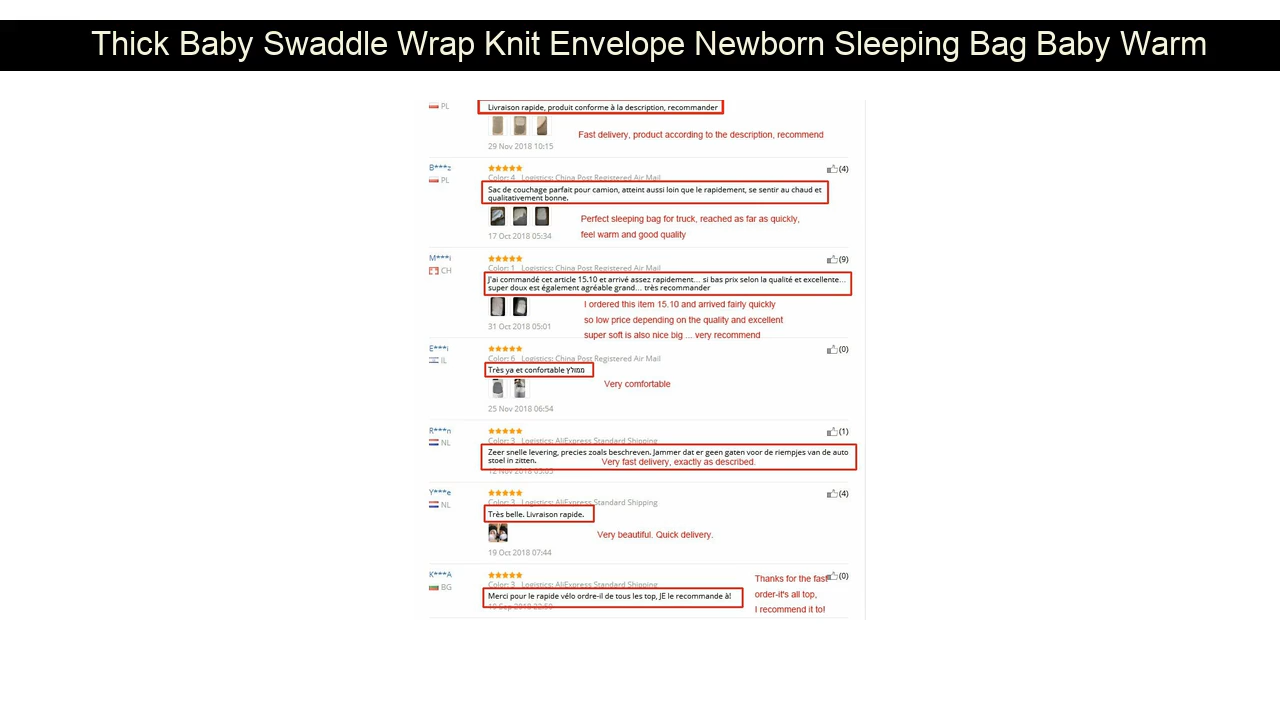 Thick Baby Swaddle Wrap Knit Envelope Newborn Sleeping Bag Baby Warm
PL
Livraison rapide, produit conforme à la description, recommander
Fast delivery, product according to the description, recommend
29 Nov 2018 10:15
B***z
(4)
Color: 4 Logistics: China Post Registered Air Mail
PL
Sac de couchage parfait pour camion, atteint aussi loin que le rapidement, se sentir au chaud et
qualitativement bonne.
Perfect sleeping bag for truck, reached as far as quickly,
feel warm and good quality
17 Oct 2018 05:34
M***i
(9)
Color: 1 Logistics: China Post Registered Air Mail
CH
J'ai commandé cet article 15.10 et arrivé assez rapidement... si bas prix selon la qualité et excellente...
super doux est également agréable grand... très recommander
I ordered this item 15.10 and arrived fairly quickly
so low price depending on the quality and excellent
31 Oct 2018 05:01
super soft is also nice big ... very recommend
E***i
(0)
Color: 6 Logistics: China Post Registered Air Mail
IL
Très ya et confortable ממולץ
Very comfortable
25 Nov 2018 06:54
R***n
(1)
Color: 3 Logistics: AliExpress Standard Shipping
NL
Zeer snelle levering, precies zoals beschreven. Jammer dat er geen gaten voor de riempjes van de auto
stoel in zitten.
Very fast delivery, exactly as described.
Y***e
(4)
Color: 3 Logistics: AliExpress Standard Shipping
NL
Très belle. Livraison rapide.
Very beautiful. Quick delivery.
19 Oct 2018 07:44
K***A
(0)
Thanks for the fast
Color: 3 Logistics: AliExpress Standard Shipping
BG
order-it's all top,
Merci pour le rapide vélo ordre-il de tous les top, JE le recommande à!
I recommend it to!